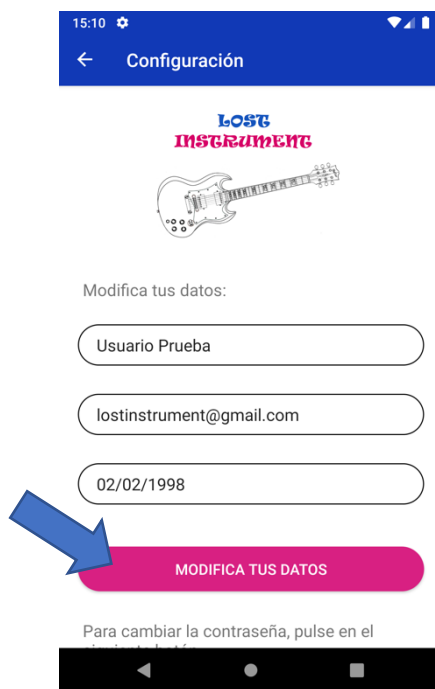 15:10
Configuración
LOST
INSTRUMENT
Modifica tus datos:
Usuario Prueba
lostinstrument@gmail.com
02/02/1998
MODIFICA TUS DATOS
Para cambiar la contraseña, pulse en el